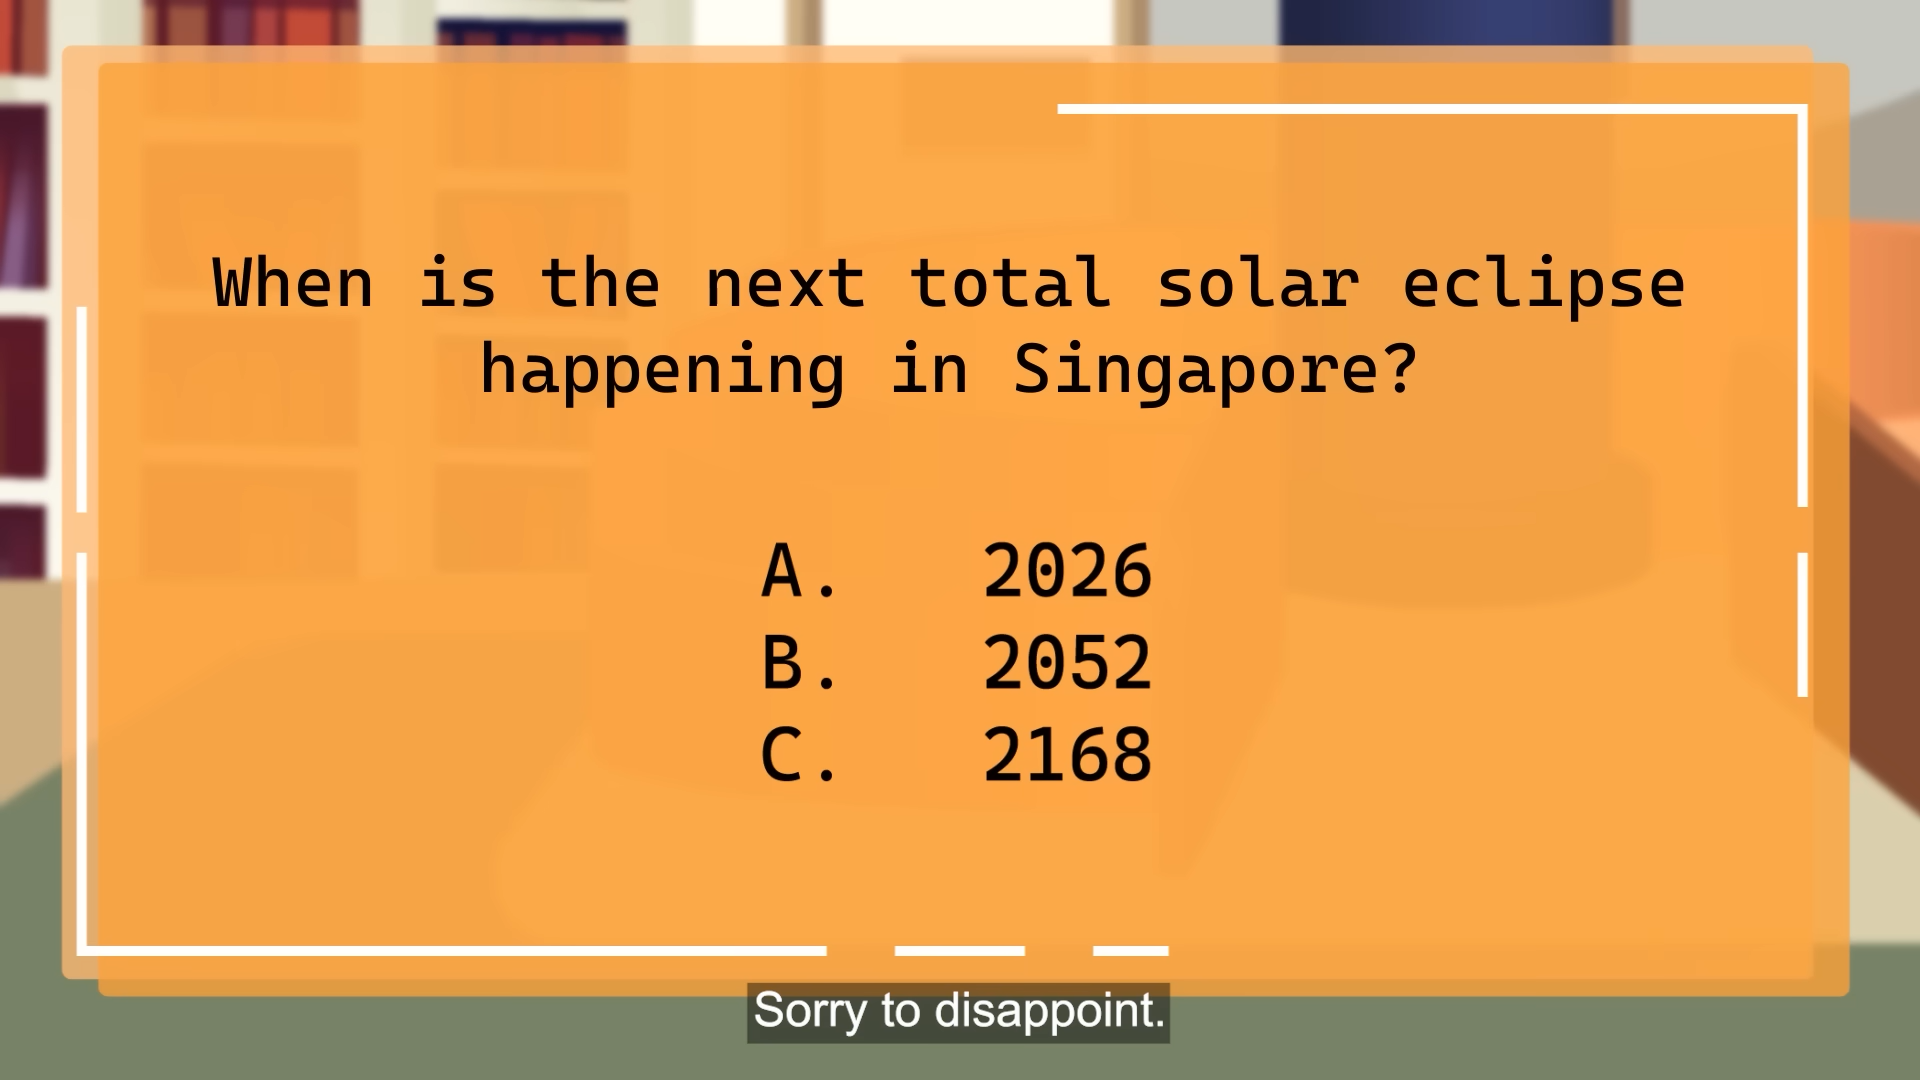 When is the next total solar eclipse
happening in Singapore?
A. 2026
B. 2052
C. 2168
Sorry to disappoint.